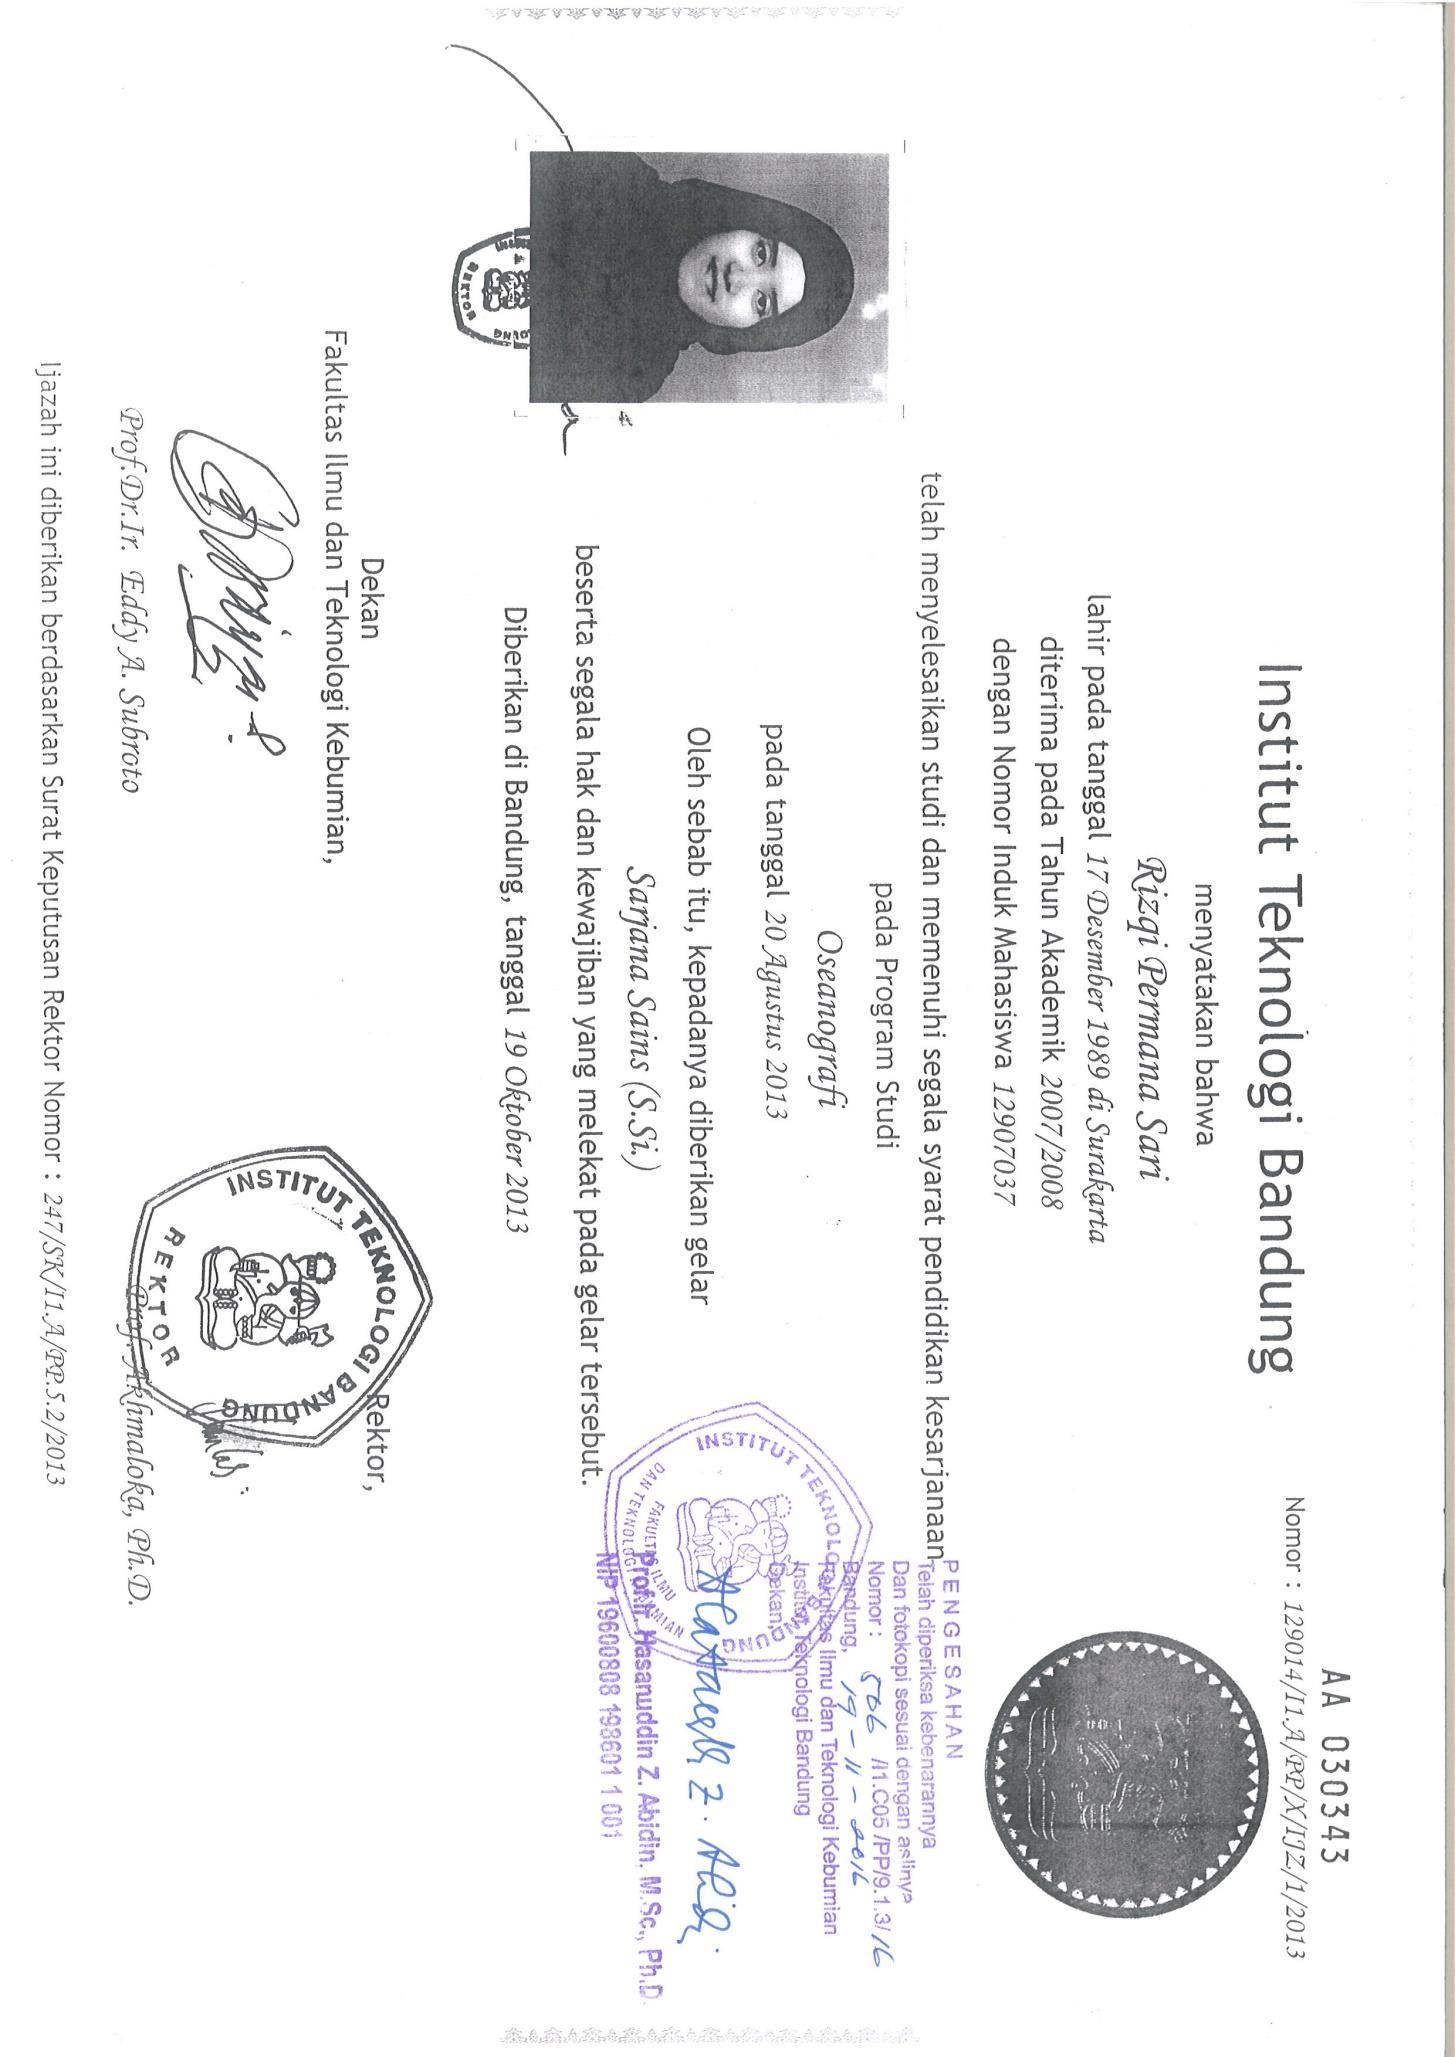 AA 030343
Nomor : 129014/I1.A/PP/X/IJZ/1/2013
Institut Teknologi Bandung
menyatakan bahwa
Rizqi Permana Sari
lahir pada tanggal 17 Desember 1989 di Surakarta
diterima pada Tahun Akademik 2007/2008
dengan Nomor Induk Mahasiswa 12907037
telah menyelesaikan studi dan memenuhi segala syarat pendidikan kesarjanaan
pada Program Studi
Oseanografi
pada tanggal 20 Agustus 2013
Oleh sebab itu, kepadanya diberikan gelar
Sarjana Sains (S.Si.)
beserta segala hak dan kewajiban yang melekat pada gelar tersebut.
Diberikan di Bandung, tanggal 19 Oktober 2013
PENGESAHAN
Telah diperiksa kebenarannya
Dan fotokopi sesuai dengan aslinya
Nomor : 506 /I1.C05 /PP/9.1.3/16
Bandung, 19 - 11 - 2016
Fakultas Ilmu dan Teknologi Kebumian
Institut Teknologi Bandung
Dekan,
INSTITUT TEKNOLOGI BANDUNG
FAKULTAS ILMU
DAN TEKNOLOGI KEBUMIAN
Hasanuddin Z. Abidin
Prof.Ir. Hasanuddin Z. Abidin, M.Sc., Ph.D.
NIP 19600808 198601 1 001
REKTOR
Dekan
Fakultas Ilmu dan Teknologi Kebumian,
Prof.Dr.Ir. Eddy A. Subroto
Rektor,
INSTITUT TEKNOLOGI BANDUNG
REKTOR
Prof. Akhmaloka, Ph.D.
Ijazah ini diberikan berdasarkan Surat Keputusan Rektor Nomor : 247/SK/I1.A/PP.5.2/2013